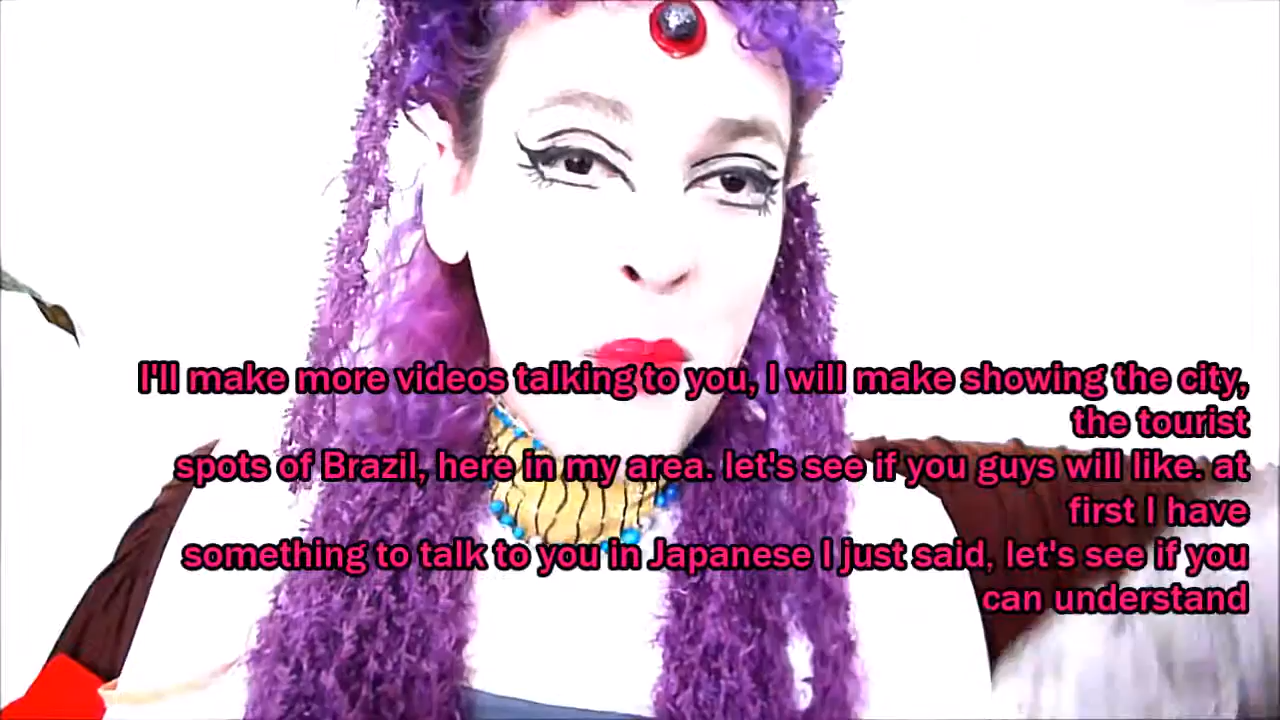 I'll make more videos talking to you, I will make showing the city,
the tourist
spots of Brazil, here in my area. let's see if you guys will like. at
first I have
something to talk to you in Japanese I just said, let's see if you
can understand